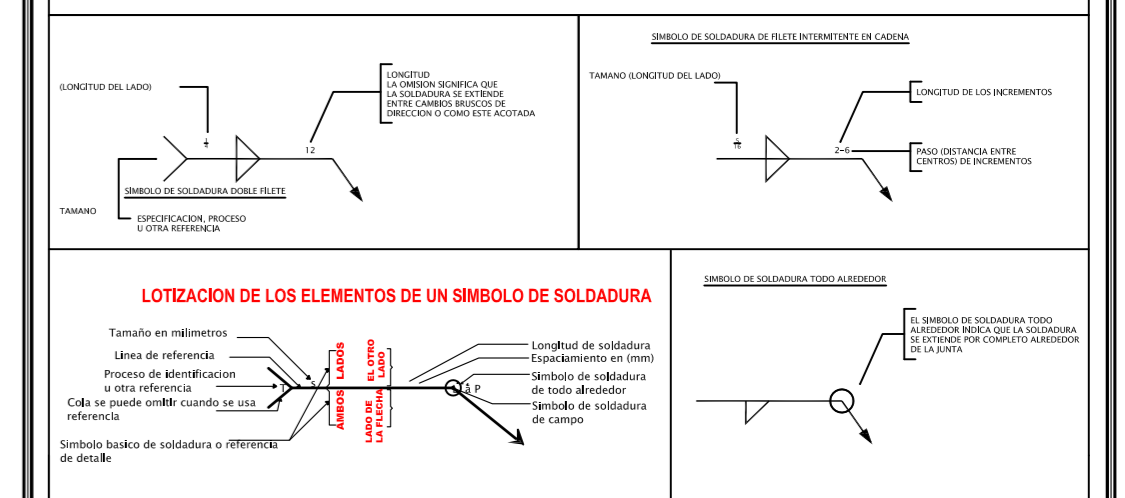 (LONGITUD DEL LADO)
1/4
12
LONGITUD
LA OMISION SIGNIFICA QUE
LA SOLDADURA SE EXTIENDE
ENTRE CAMBIOS BRUSCOS DE
DIRECCION O COMO ESTE ACOTADA
SIMBOLO DE SOLDADURA DOBLE FILETE
TAMANO
ESPECIFICACION, PROCESO
U OTRA REFERENCIA
SIMBOLO DE SOLDADURA DE FILETE INTERMITENTE EN CADENA
TAMANO (LONGITUD DEL LADO)
5/16
2-6
LONGITUD DE LOS INCREMENTOS
PASO (DISTANCIA ENTRE
CENTROS) DE INCREMENTOS
LOTIZACION DE LOS ELEMENTOS DE UN SIMBOLO DE SOLDADURA
Tamaño en milimetros
Linea de referencia
Proceso de identificacion
u otra referencia
Cola se puede omitir cuando se usa
referencia
Simbolo basico de soldadura o referencia
de detalle
T
S
AMBOS LADOS
EL OTRO
LADO
LADO DE
LA FLECHA
Longitud de soldadura
Espaciamiento en (mm)
Simbolo de soldadura
de todo alrededor
Simbolo de soldadura
de campo
L å P
SIMBOLO DE SOLDADURA TODO ALREDEDOR
EL SIMBOLO DE SOLDADURA TODO
ALREDEDOR INDICA QUE LA SOLDADURA
SE EXTIENDE POR COMPLETO ALREDEDOR
DE LA JUNTA